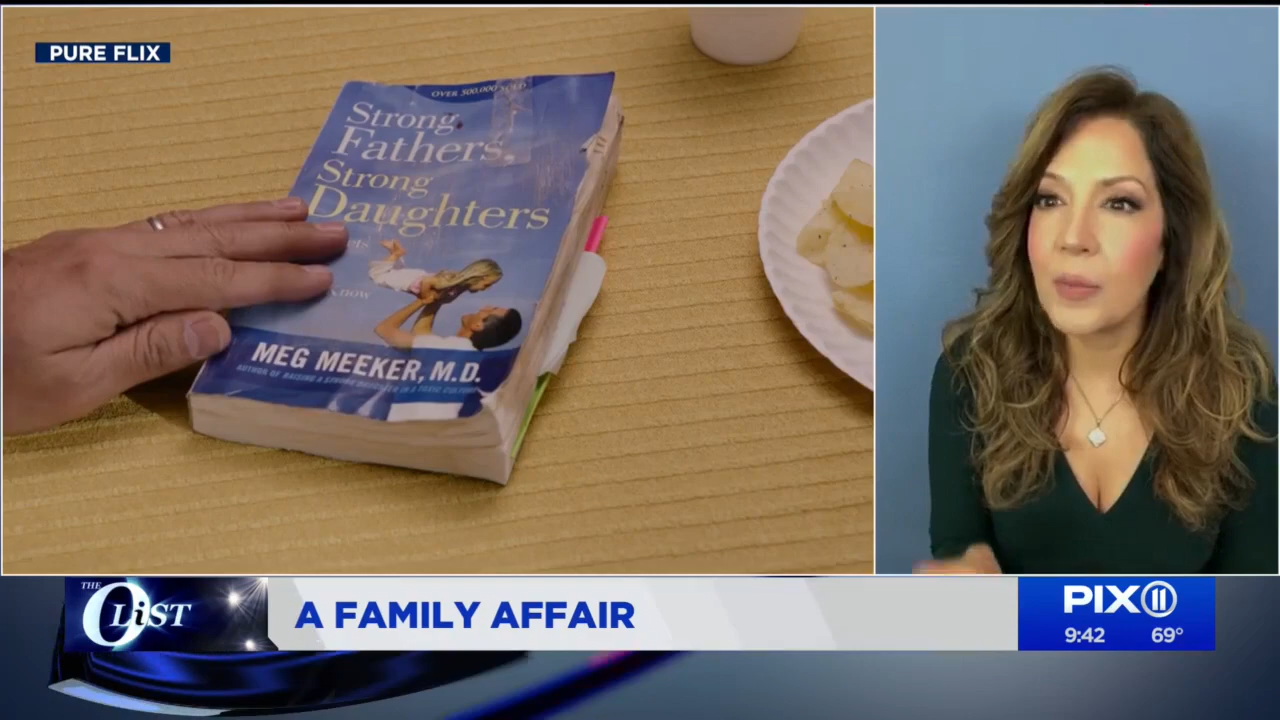 PURE FLIX
OVER 300,000 SOLD
Strong
Fathers,
Strong
Daughters
Know
MEG MEEKER, M.D.
AUTHOR OF RAISING A STRONG DAUGHTER IN A TOXIC CULTURE
THE
O LiST
A FAMILY AFFAIR
PIX11
9:42 69°